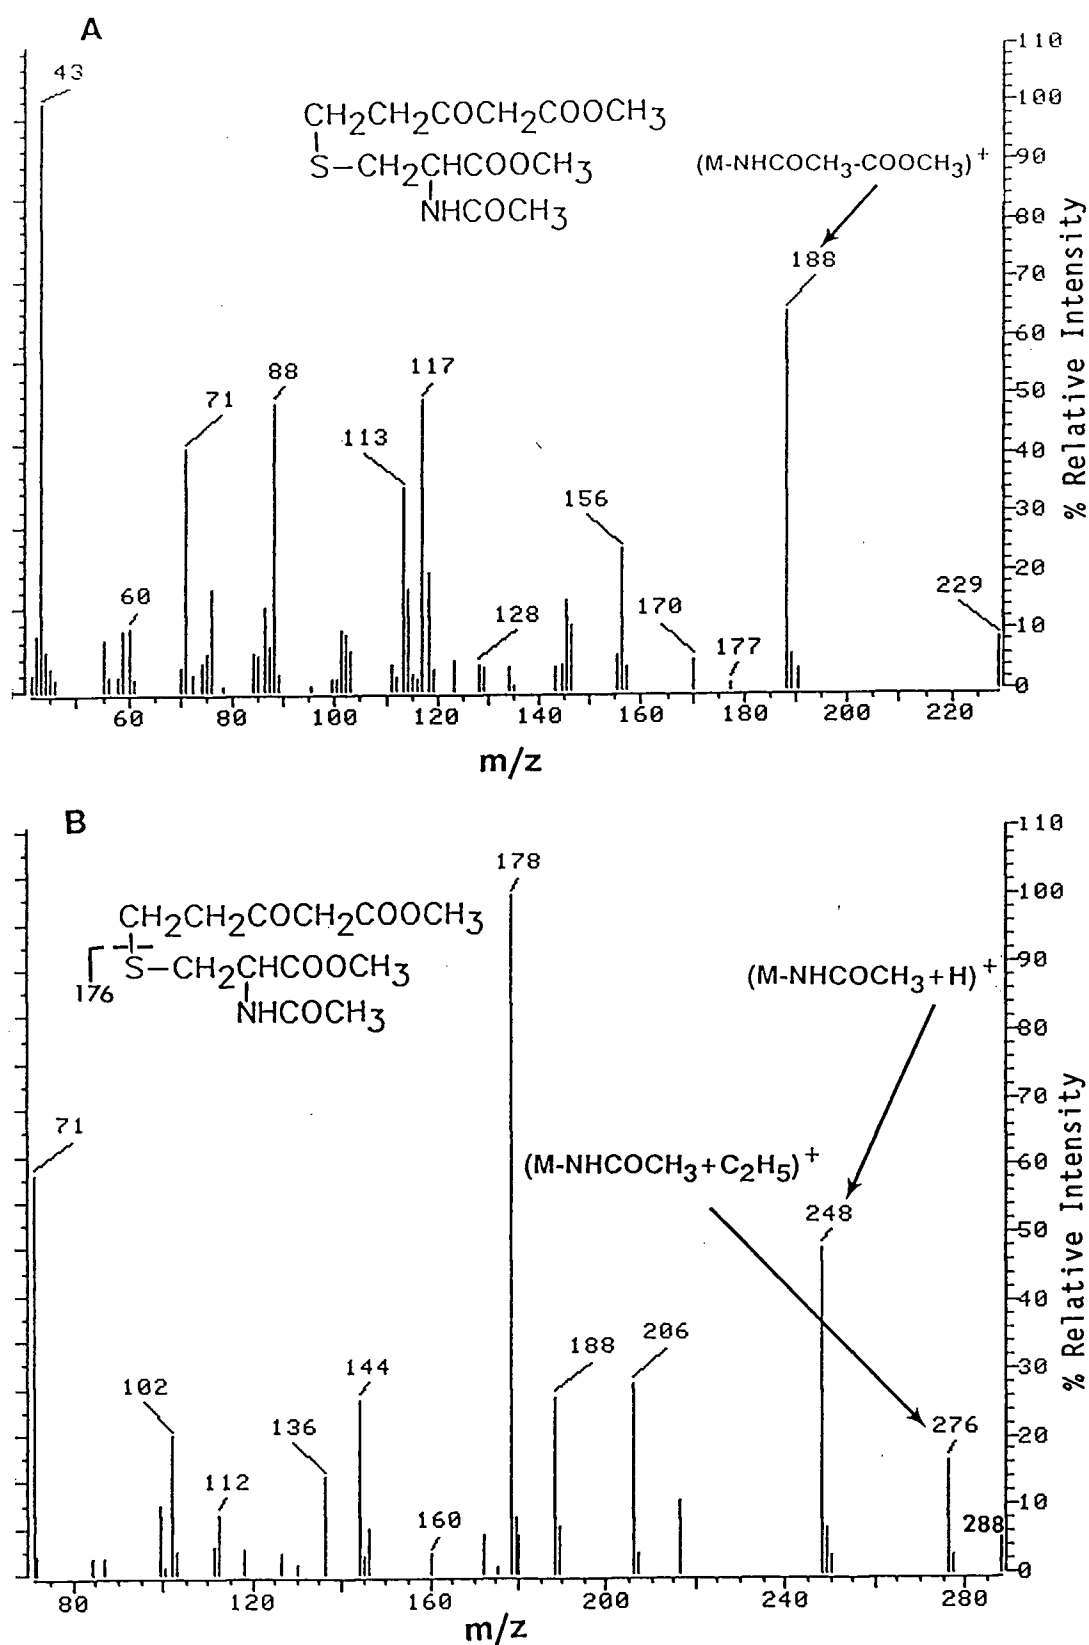 A
43
CH2CH2COCH2COOCH3
S—CH2CHCOOCH3
NHCOCH3
(M-NHCOCH3-COOCH3)+
188
117
88
71
113
156
60
128
170
177
229
110
100
90
80
70
60
50
40
30
20
10
0
% Relative Intensity
60 80 100 120 140 160 180 200 220
m/z
B
178
CH2CH2COCH2COOCH3
S—CH2CHCOOCH3
176
NHCOCH3
(M-NHCOCH3+H)+
71
(M-NHCOCH3+C2H5)+
248
188
206
144
102
136
276
112
160
288
110
100
90
80
70
60
50
40
30
20
10
0
% Relative Intensity
80 120 160 200 240 280
m/z